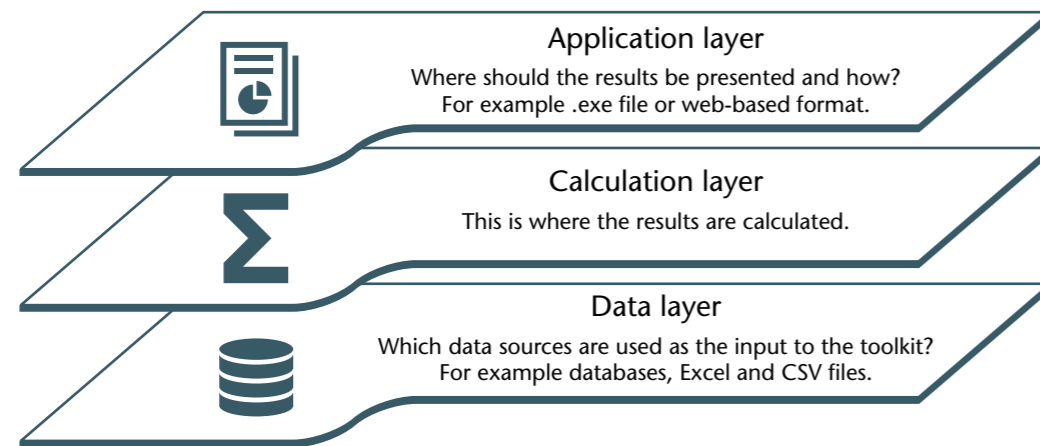 Application layer
Where should the results be presented and how?
For example .exe file or web-based format.
Calculation layer
This is where the results are calculated.
Data layer
Which data sources are used as the input to the toolkit?
For example databases, Excel and CSV files.